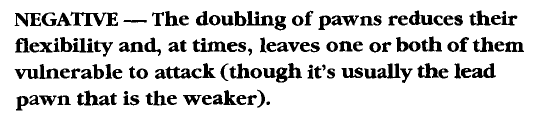 NEGATIVE — The doubling of pawns reduces their
flexibility and, at times, leaves one or both of them
vulnerable to attack (though it's usually the lead
pawn that is the weaker).